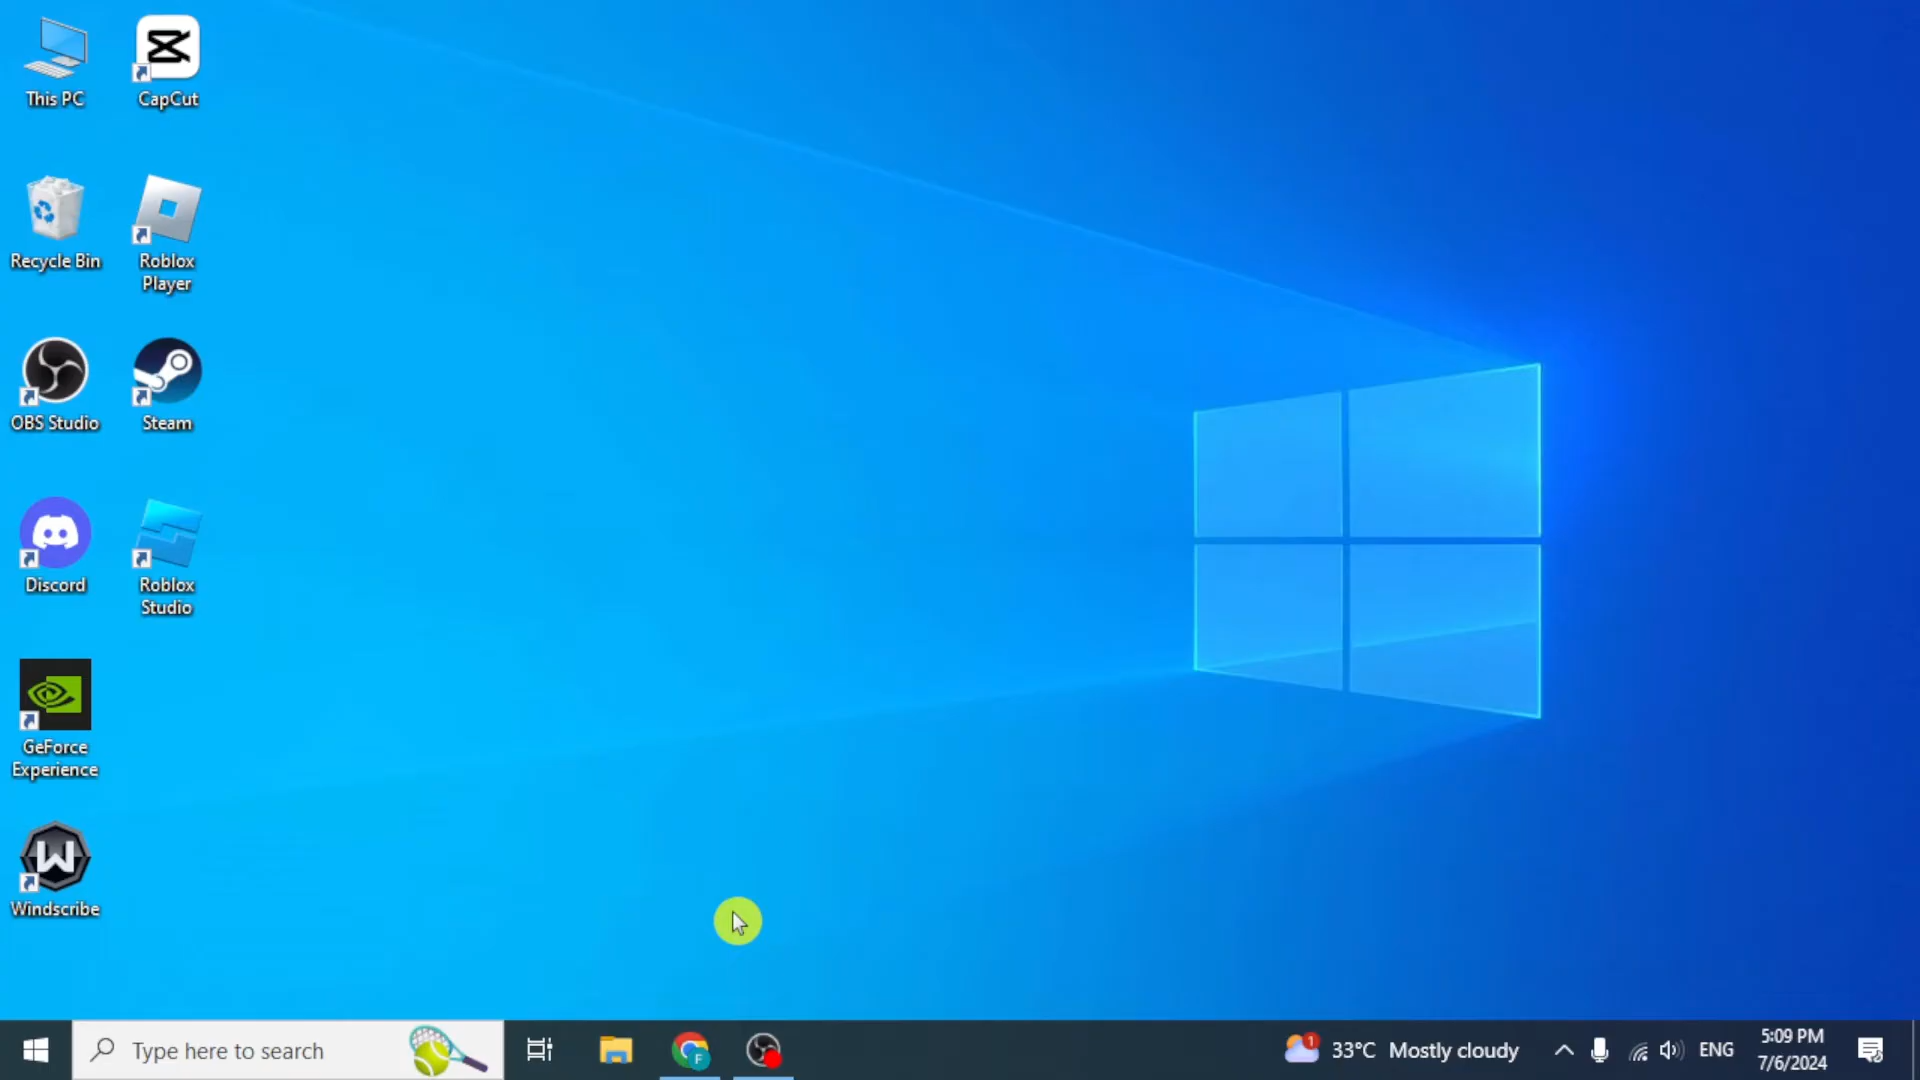 This PC
CapCut
Recycle Bin
Roblox
Player
OBS Studio
Steam
Discord
Roblox
Studio
GeForce
Experience
W
Windscribe
Type here to search
F
1
33°C Mostly cloudy
ENG
5:09 PM
7/6/2024